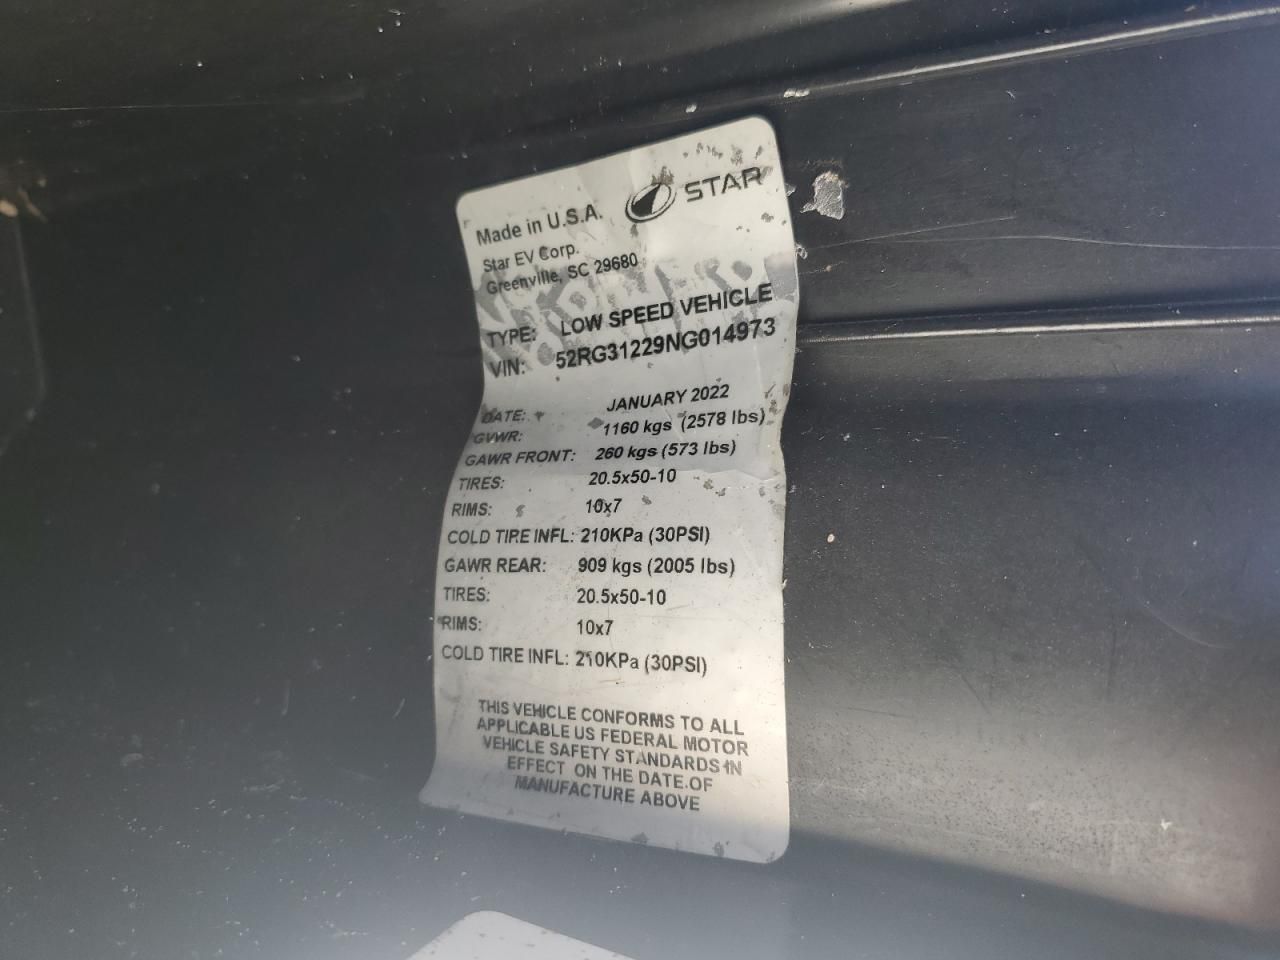 STAR
Made in U.S.A.
Star EV Corp.
Greenville, SC 29680
TYPE: LOW SPEED VEHICLE
VIN: 52RG31229NG014973
DATE: JANUARY 2022
GVWR: 1160 kgs (2578 lbs)
GAWR FRONT: 260 kgs (573 lbs)
TIRES: 20.5x50-10
RIMS: 10x7
COLD TIRE INFL: 210KPa (30PSI)
GAWR REAR: 909 kgs (2005 lbs)
TIRES: 20.5x50-10
RIMS: 10x7
COLD TIRE INFL: 210KPa (30PSI)
THIS VEHICLE CONFORMS TO ALL
APPLICABLE US FEDERAL MOTOR
VEHICLE SAFETY STANDARDS IN
EFFECT ON THE DATE OF
MANUFACTURE ABOVE